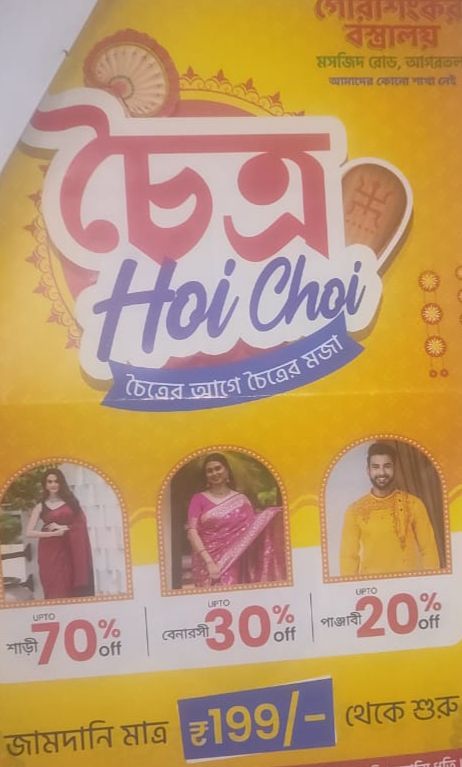 গৌরীশংকর
বস্ত্রালয়
মসজিদ রোড, আগরতলা
আমাদের কোনো শাখা নেই
চৈত্র
Hoi Choi
চৈত্রের আগে চৈত্রের মজা
শাড়ী UPTO 70% off
বেনারসী UPTO 30% off
পাঞ্জাবী UPTO 20% off
জামদানি মাত্র ₹199/- থেকে শুরু